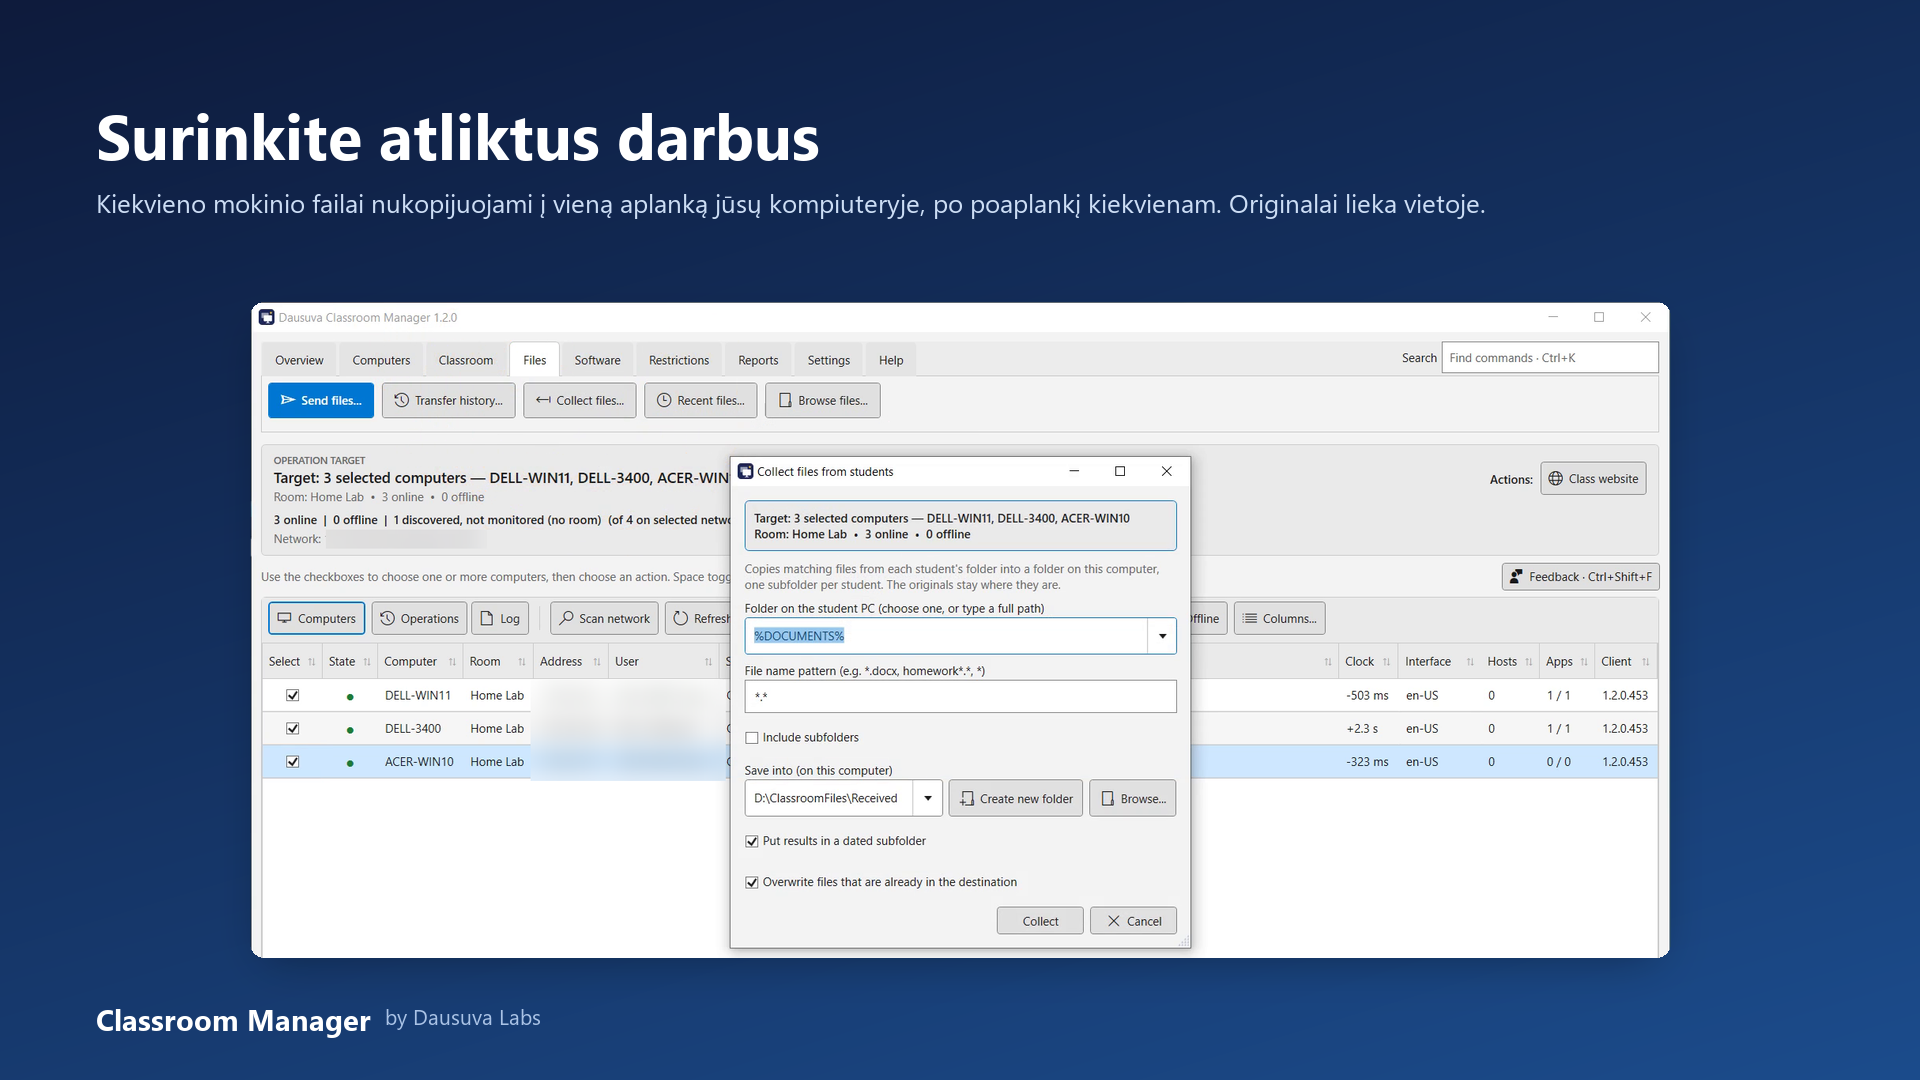 Surinkite atliktus darbus
Kiekvieno mokinio failai nukopijuojami į vieną aplanką jūsų kompiuteryje, po poaplankį kiekvienam. Originalai lieka vietoje.
Dausuva Classroom Manager 1.2.0
Overview Computers Classroom Files Software Restrictions Reports Settings Help Search Find commands · Ctrl+K
Send files... Transfer history... Collect files... Recent files... Browse files...
OPERATION TARGET
Target: 3 selected computers — DELL-WIN11, DELL-3400, ACER-WIN
Room: Home Lab • 3 online • 0 offline
3 online | 0 offline | 1 discovered, not monitored (no room) (of 4 on selected
Network:
Actions: Class website
Use the checkboxes to choose one or more computers, then choose an action. Space
Feedback · Ctrl+Shift+F
Computers Operations Log Scan network Refresh
Columns...
Select State Computer Room Address User Clock Interface Hosts Apps Client
DELL-WIN11 Home Lab -503 ms en-US 0 1 / 1 1.2.0.453
DELL-3400 Home Lab +2.3 s en-US 0 1 / 1 1.2.0.453
ACER-WIN10 Home Lab -323 ms en-US 0 0 / 0 1.2.0.453
Collect files from students
Target: 3 selected computers — DELL-WIN11, DELL-3400, ACER-WIN10
Room: Home Lab • 3 online • 0 offline
Copies matching files from each student's folder into a folder on this computer,
one subfolder per student. The originals stay where they are.
Folder on the student PC (choose one, or type a full path)
%DOCUMENTS%
File name pattern (e.g. *.docx, homework*.*, *)
*.*
Include subfolders
Save into (on this computer)
D:\ClassroomFiles\Received Create new folder Browse...
Put results in a dated subfolder
Overwrite files that are already in the destination
Collect Cancel
Classroom Manager by Dausuva Labs